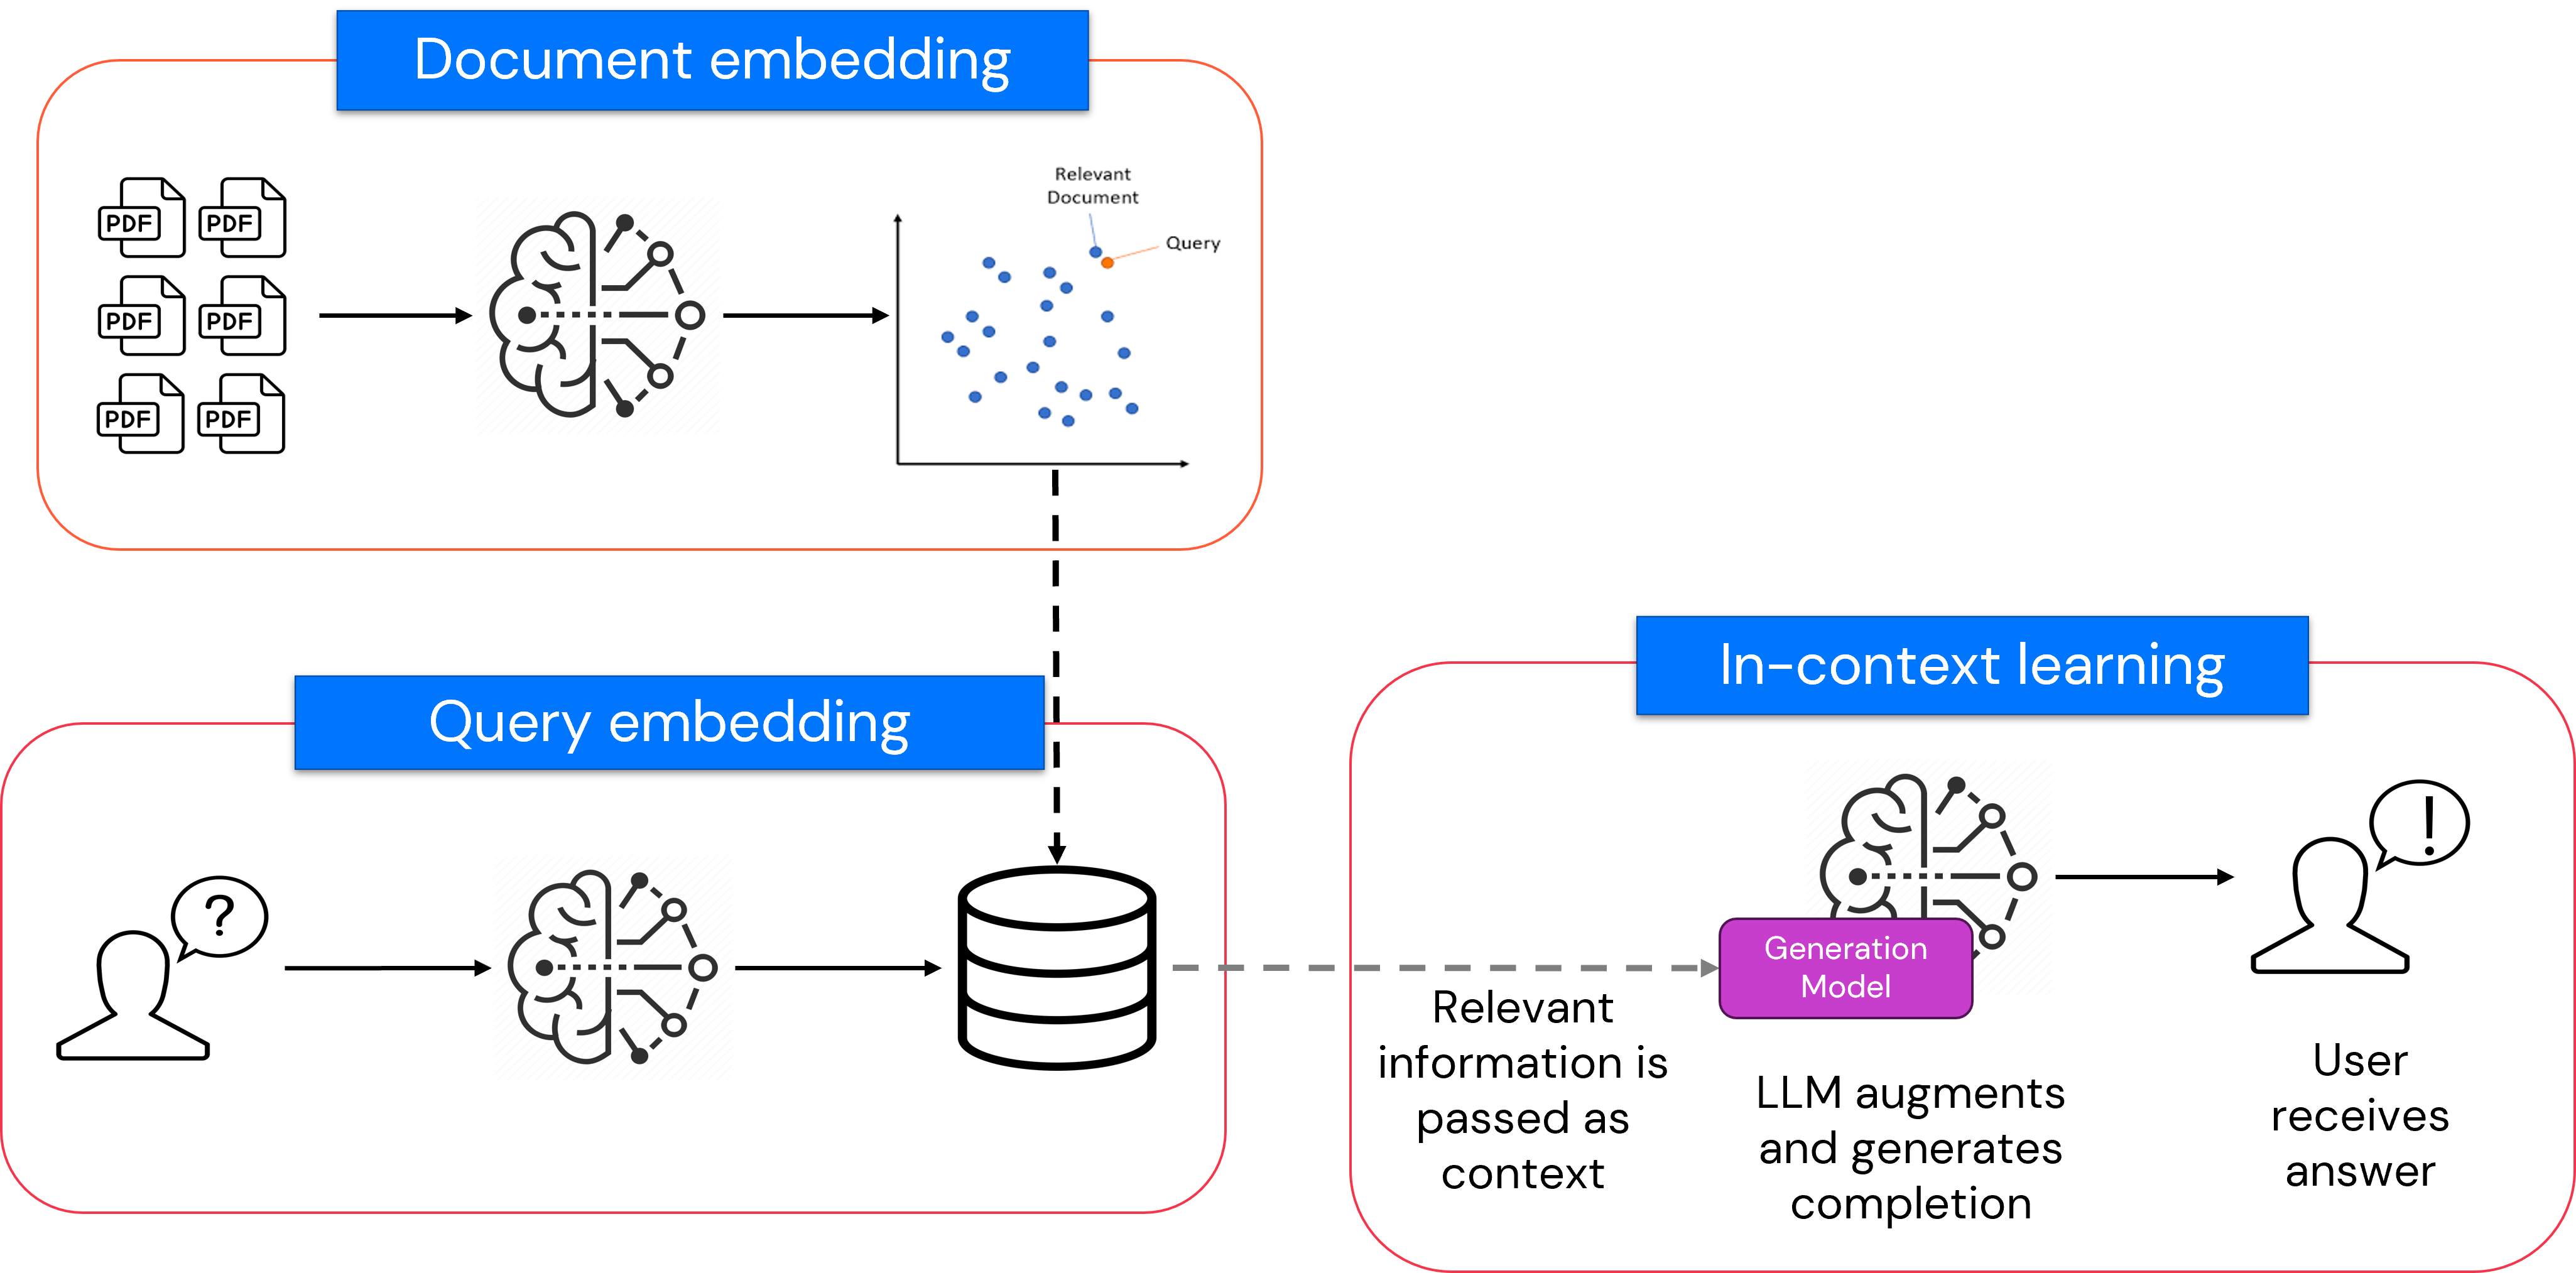 Document embedding
PDF
PDF
PDF
PDF
PDF
PDF
Relevant
Document
Query
Query embedding
?
In-context learning
!
Generation
Model
Relevant
information is
passed as
context
LLM augments
and generates
completion
User
receives
answer